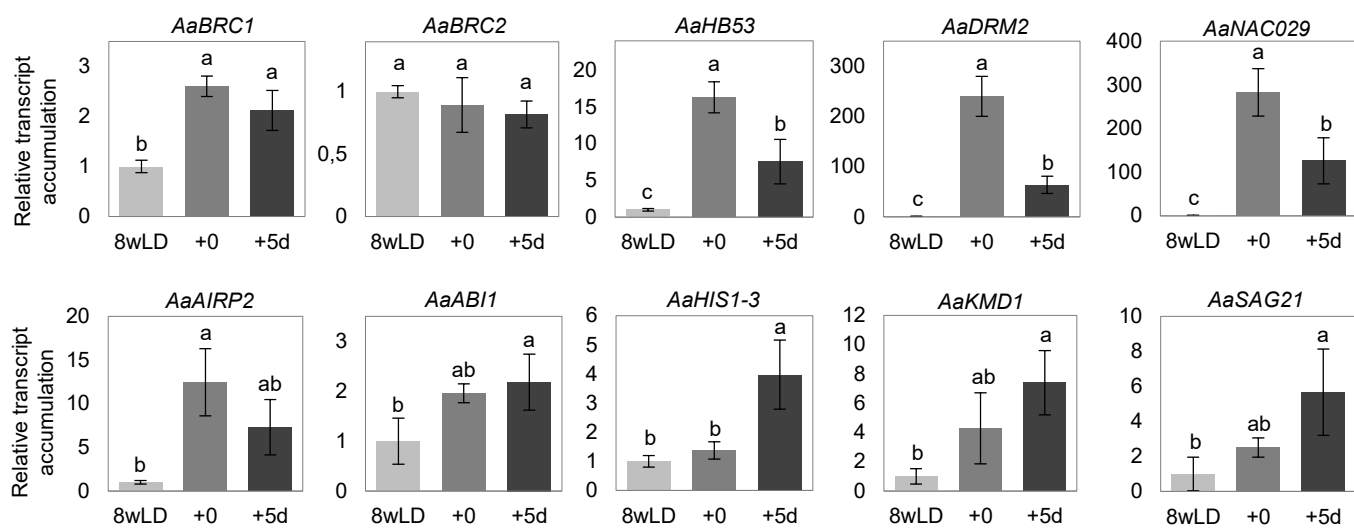 AaBRC1 AaBRC2 AaHB53 AaDRM2 AaNAC029
Relative transcript
accumulation
3
2
1
0
b a a
8wLD +0 +5d
1
0,5
0
a a a
8wLD +0 +5d
20
15
10
5
0
c a b
8wLD +0 +5d
300
200
100
0
c a b
8wLD +0 +5d
400
300
200
100
0
c a b
8wLD +0 +5d
AaAIRP2 AaABI1 AaHIS1-3 AaKMD1 AaSAG21
Relative transcript
accumulation
20
15
10
5
0
b a ab
8wLD +0 +5d
3
2
1
0
b ab a
8wLD +0 +5d
6
5
4
3
2
1
0
b b a
8wLD +0 +5d
12
10
8
6
4
2
0
b ab a
8wLD +0 +5d
10
8
6
4
2
0
b ab a
8wLD +0 +5d